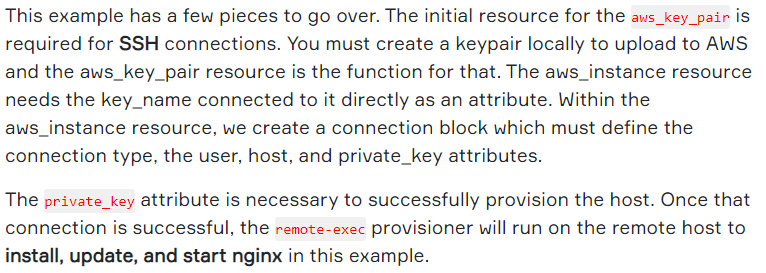 This example has a few pieces to go over. The initial resource for the aws_key_pair is
required for SSH connections. You must create a keypair locally to upload to AWS
and the aws_key_pair resource is the function for that. The aws_instance resource
needs the key_name connected to it directly as an attribute. Within the
aws_instance resource, we create a connection block which must define the
connection type, the user, host, and private_key attributes.
The private_key attribute is necessary to successfully provision the host. Once that
connection is successful, the remote-exec provisioner will run on the remote host to
install, update, and start nginx in this example.